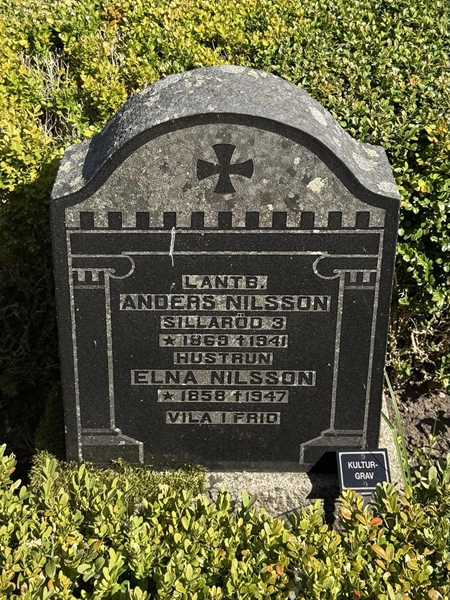 LANTB.
ANDERS NILSSON
SILLARÖD 3
★ 1869 † 1941
HUSTRUN
ELNA NILSSON
★ 1858 † 1947
VILA I FRID
KULTUR-
GRAV